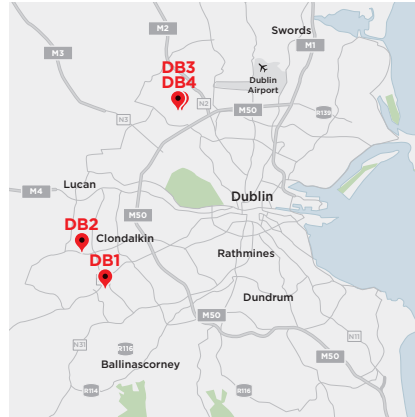 M2
Swords
M1
M3
DB3
DB4
Dublin
Airport
N3
N2
M50
R139
M4
Lucan
Dublin
M50
DB2
Clondalkin
DB1
Rathmines
Dundrum
M50
N31
R116
N11
M50
Ballinascorney
R114
R116